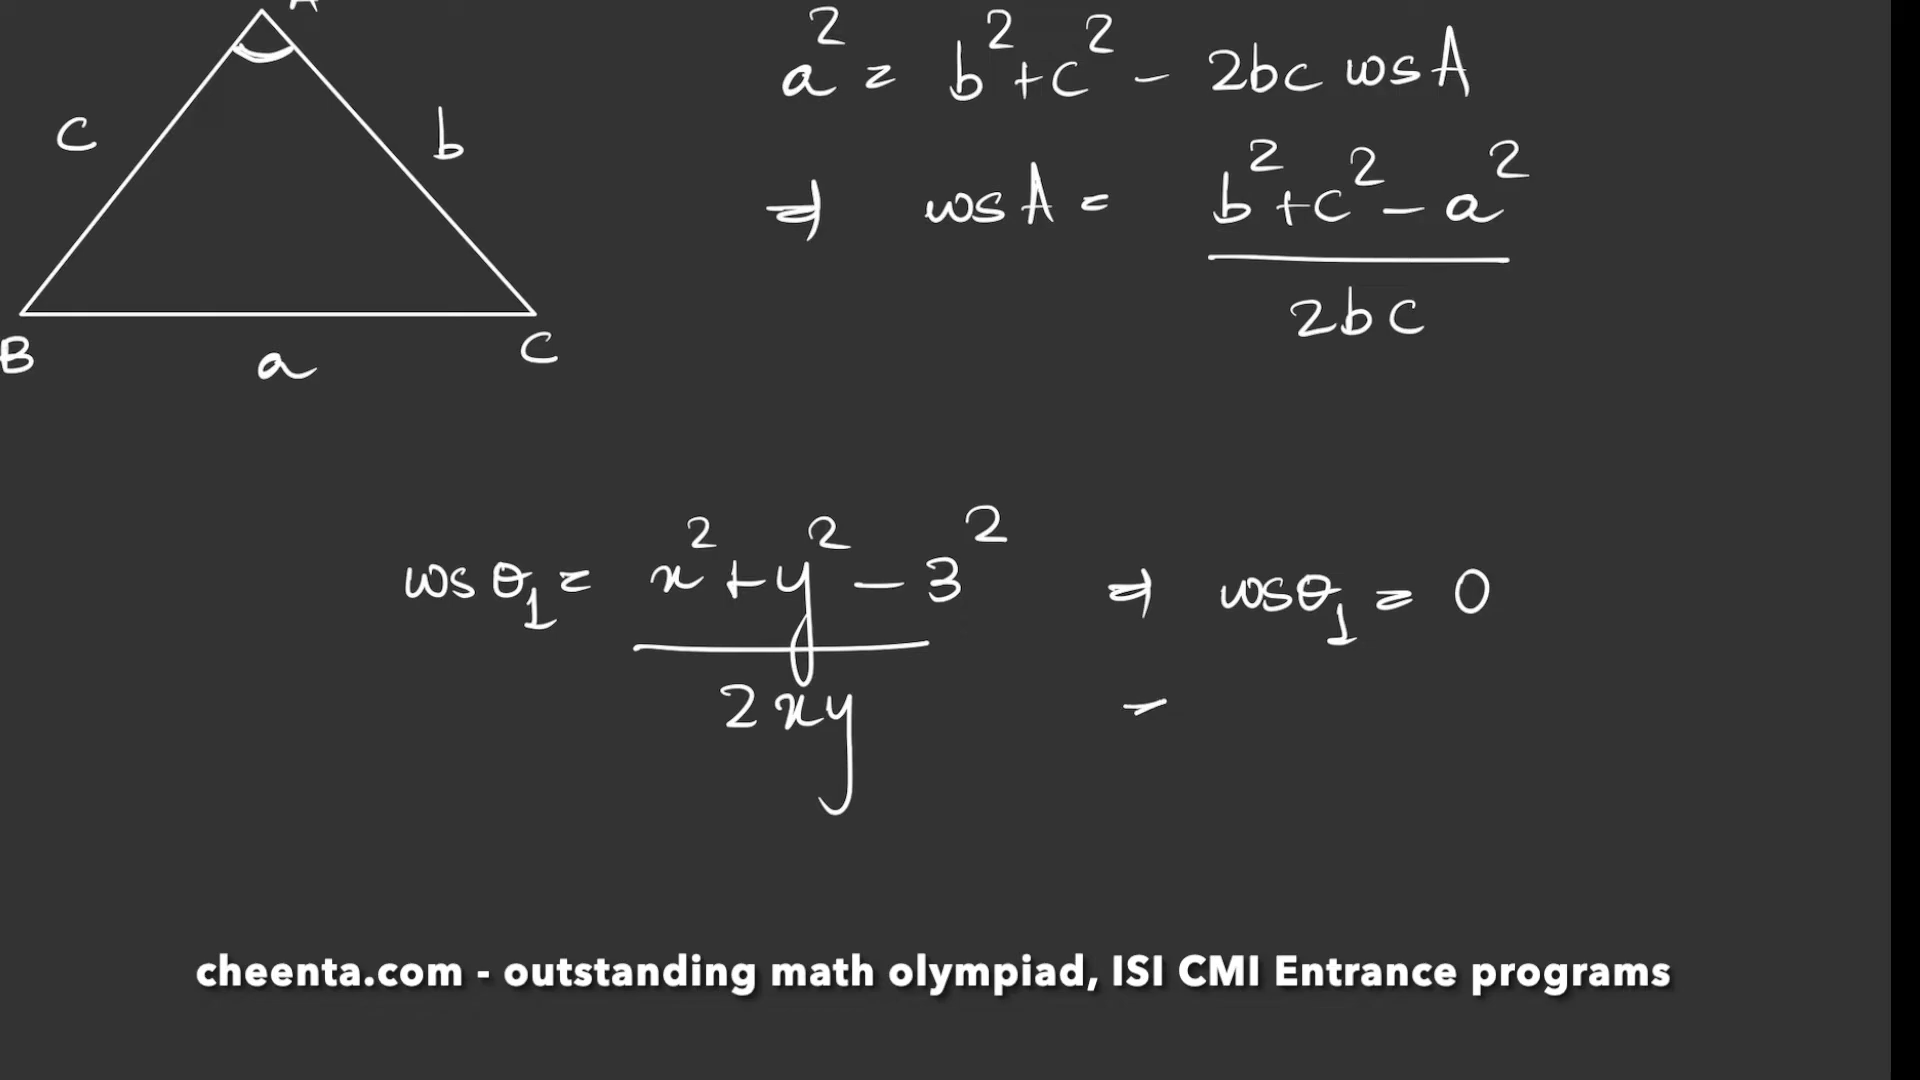 A
a² = b² + c² - 2bc cos A
c
b
⇒ cos A = (b² + c² - a²) / 2bc
B
a
C
cos θ₁ = (x² + y² - 3²) / 2xy ⇒ cos θ₁ = 0
cheenta.com - outstanding math olympiad, ISI CMI Entrance programs